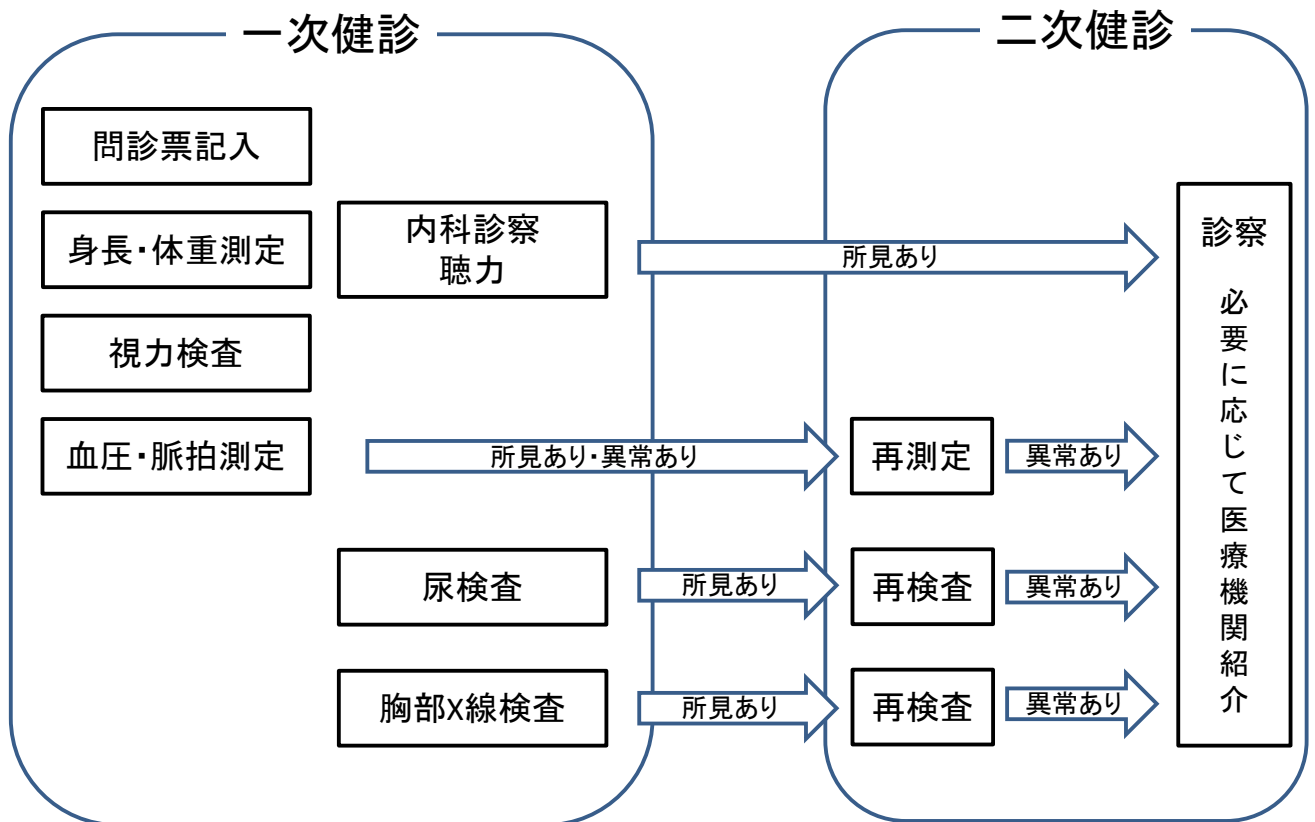 一次健診
二次健診
問診票記入
身長・体重測定
視力検査
血圧・脈拍測定
内科診察
聴力
所見あり
所見あり・異常あり
再測定
異常あり
尿検査
所見あり
再検査
異常あり
胸部X線検査
所見あり
再検査
異常あり
診察
必要に応じて医療機関紹介